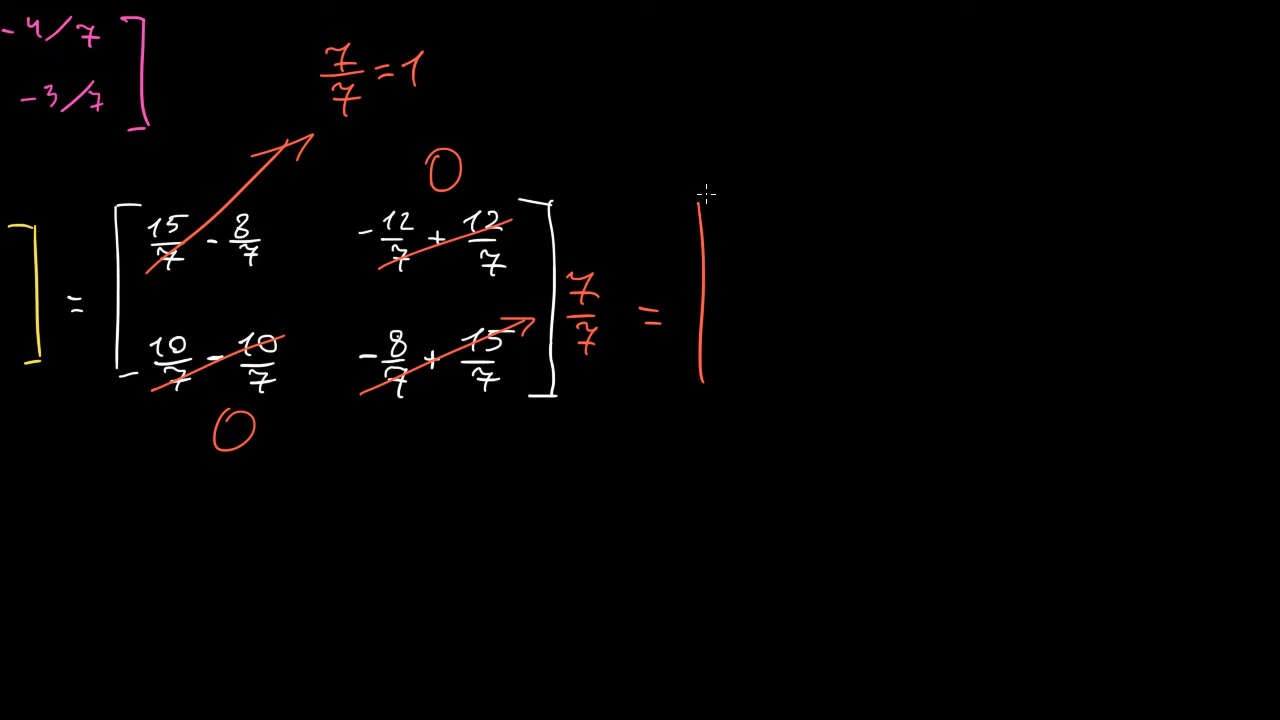 -4/7 ]
-3/7
7/7 = 1
0
] = [ 15/7 - 8/7 -12/7 + 12/7 ] 7/7 = [
10/7 - 10/7 -8/7 + 15/7
0